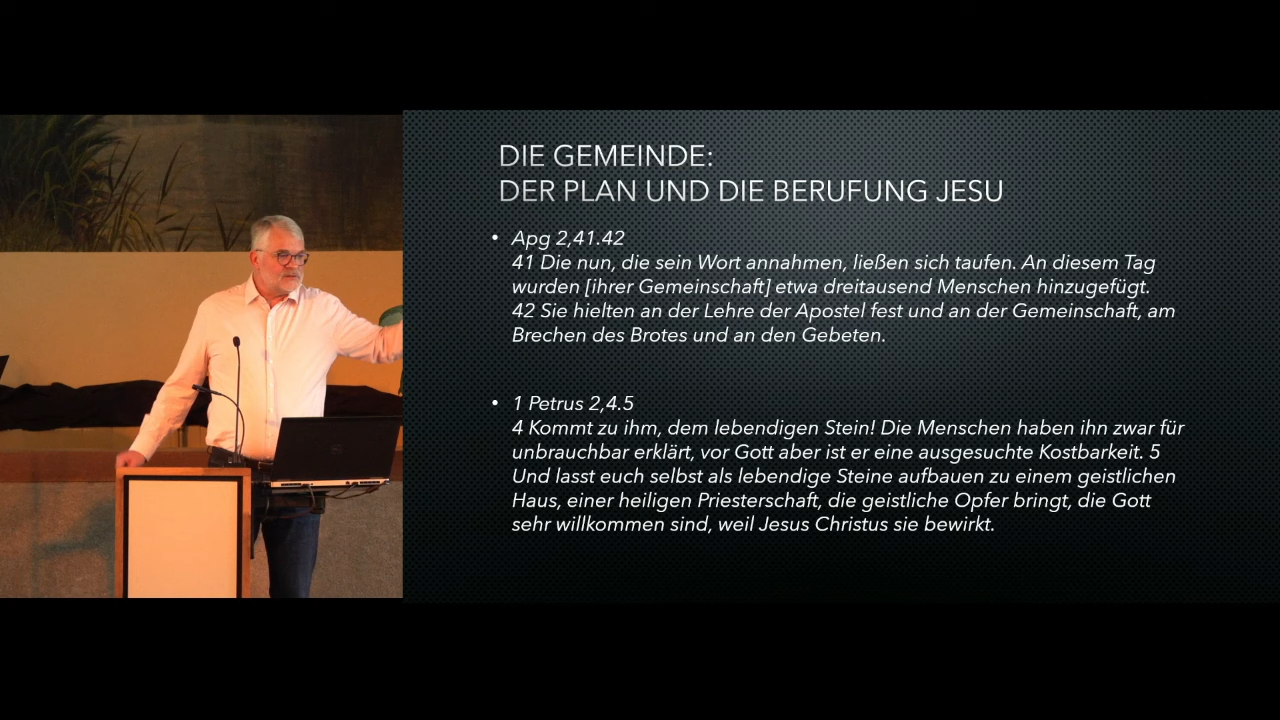 DIE GEMEINDE:
DER PLAN UND DIE BERUFUNG JESU
• Apg 2,41.42
41 Die nun, die sein Wort annahmen, ließen sich taufen. An diesem Tag
wurden [ihrer Gemeinschaft] etwa dreitausend Menschen hinzugefügt.
42 Sie hielten an der Lehre der Apostel fest und an der Gemeinschaft, am
Brechen des Brotes und an den Gebeten.
• 1 Petrus 2,4.5
4 Kommt zu ihm, dem lebendigen Stein! Die Menschen haben ihn zwar für
unbrauchbar erklärt, vor Gott aber ist er eine ausgesuchte Kostbarkeit. 5
Und lasst euch selbst als lebendige Steine aufbauen zu einem geistlichen
Haus, einer heiligen Priesterschaft, die geistliche Opfer bringt, die Gott
sehr willkommen sind, weil Jesus Christus sie bewirkt.